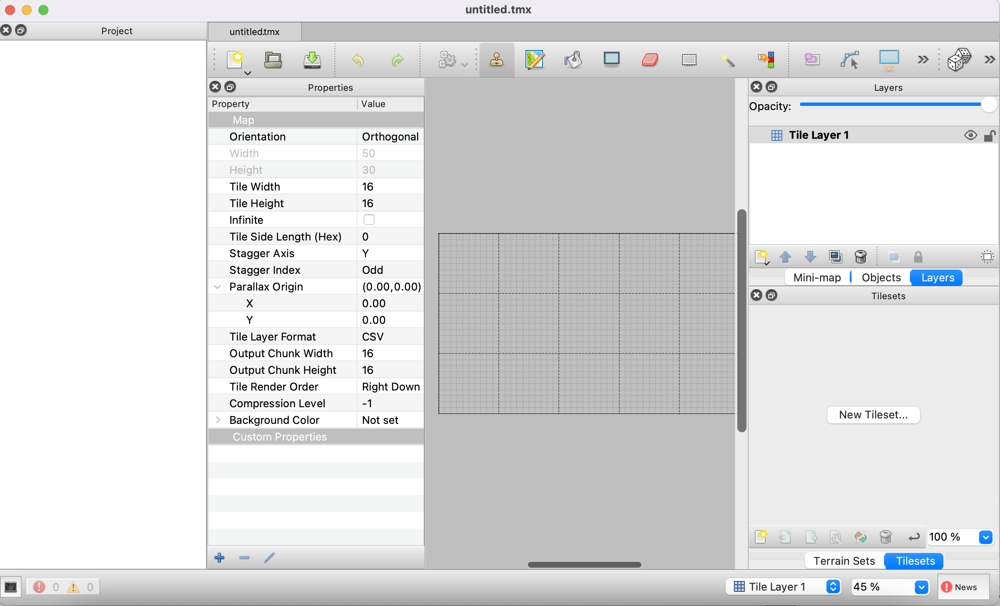 untitled.tmx
Project
untitled.tmx
Properties
Property Value
Map
Orientation Orthogonal
Width 50
Height 30
Tile Width 16
Tile Height 16
Infinite
Tile Side Length (Hex) 0
Stagger Axis Y
Stagger Index Odd
Parallax Origin (0.00,0.00)
X 0.00
Y 0.00
Tile Layer Format CSV
Output Chunk Width 16
Output Chunk Height 16
Tile Render Order Right Down
Compression Level -1
Background Color Not set
Custom Properties
Layers
Opacity:
Tile Layer 1
Mini-map Objects Layers
Tilesets
New Tileset...
100 %
Terrain Sets Tilesets
0 0
Tile Layer 1
45 %
News